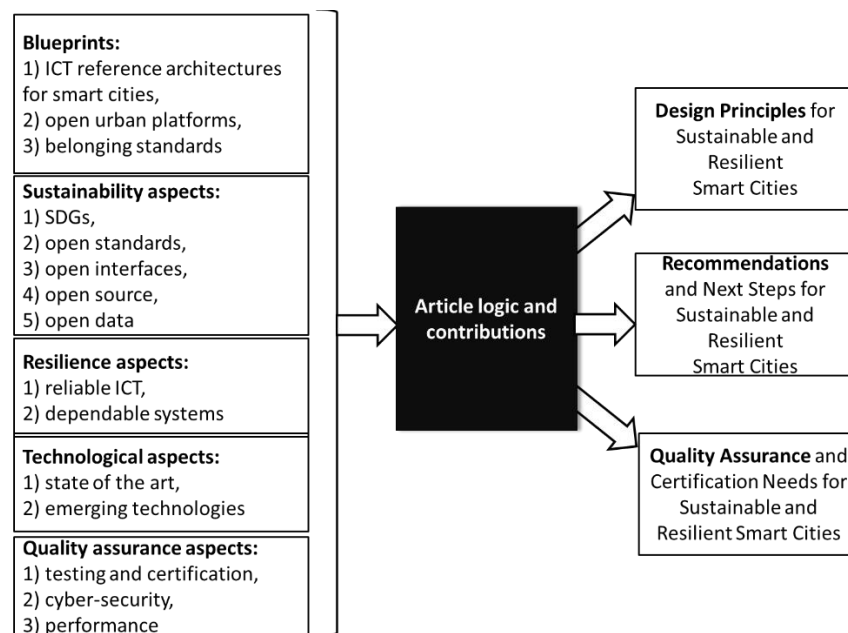 Blueprints:
1) ICT reference architectures
for smart cities,
2) open urban platforms,
3) belonging standards
Sustainability aspects:
1) SDGs,
2) open standards,
3) open interfaces,
4) open source,
5) open data
Resilience aspects:
1) reliable ICT,
2) dependable systems
Technological aspects:
1) state of the art,
2) emerging technologies
Quality assurance aspects:
1) testing and certification,
2) cyber-security,
3) performance
Article logic and
contributions
Design Principles for
Sustainable and
Resilient
Smart Cities
Recommendations
and Next Steps for
Sustainable and
Resilient
Smart Cities
Quality Assurance and
Certification Needs for
Sustainable and
Resilient Smart Cities